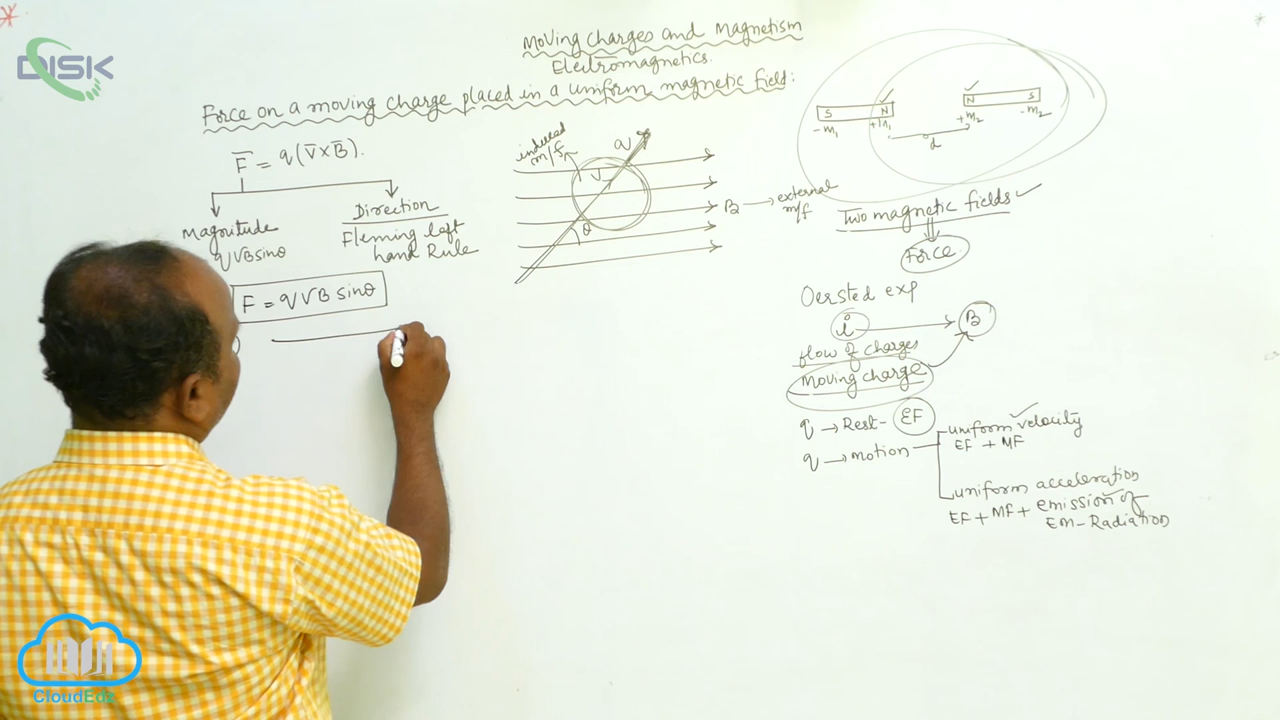 DISK
Moving charges and Magnetism
Electromagnetics.
Force on a moving charge placed in a uniform magnetic field:
F = q(V×B).
Magnitude
qVBsinθ
Direction
Fleming left
hand Rule
F = qVB sinθ
induced
m/f
q
V
θ
B → external
m/f
S N
-m₁ +m₁
N S
+m₂ -m₂
d
Two magnetic fields
Force
Oersted exp
i → B
flow of charges
Moving charge
q → Rest- EF
q → motion
uniform velocity
EF + MF
uniform acceleration
EF + MF + emission of
EM-Radiation
CloudEdz